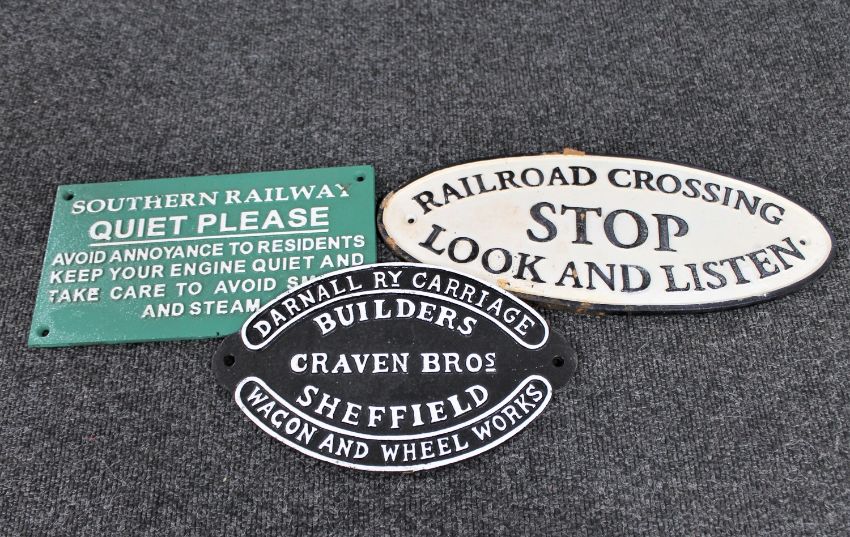 SOUTHERN RAILWAY
QUIET PLEASE
AVOID ANNOYANCE TO RESIDENTS
KEEP YOUR ENGINE QUIET AND
TAKE CARE TO AVOID
AND STEAM
RAILROAD CROSSING
STOP
LOOK AND LISTEN
DARNALL RY CARRIAGE
BUILDERS
CRAVEN BROS
SHEFFIELD
WAGON AND WHEEL WORKS